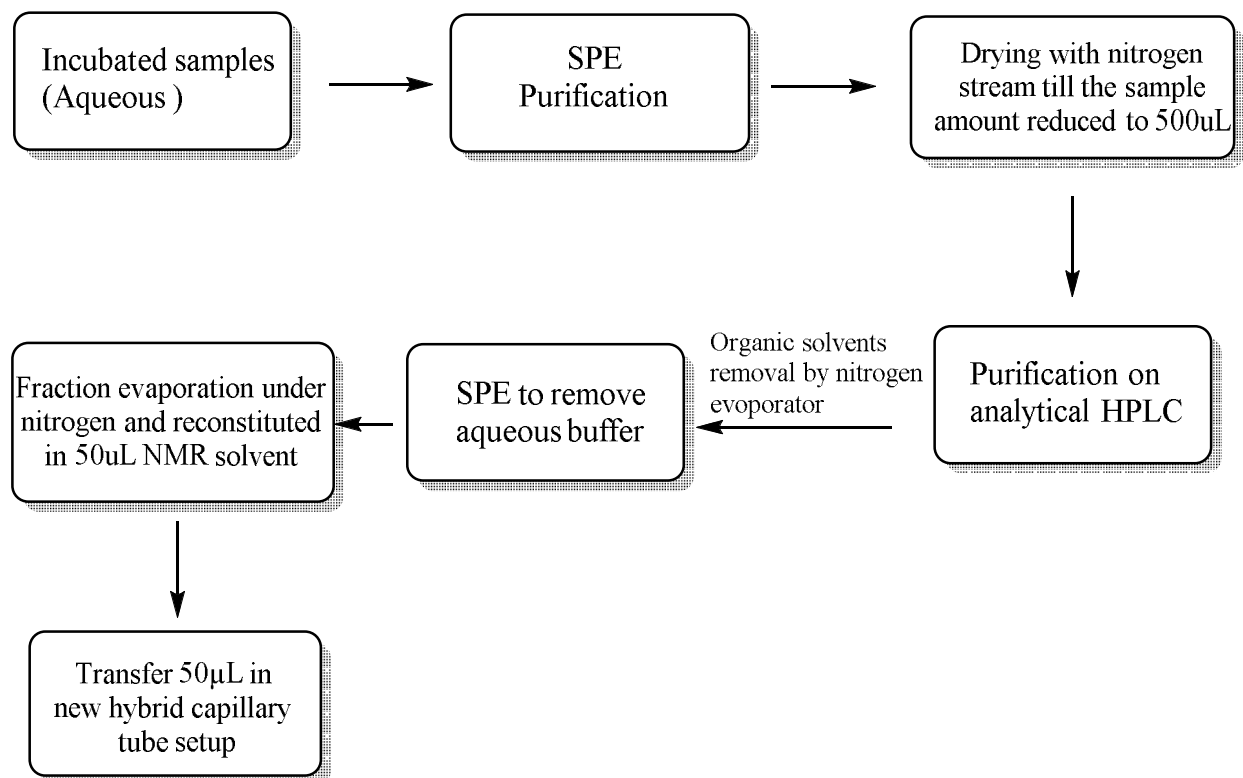 Incubated samples
(Aqueous )
SPE
Purification
Drying with nitrogen
stream till the sample
amount reduced to 500uL
Purification on
analytical HPLC
Organic solvents
removal by nitrogen
evoporator
SPE to remove
aqueous buffer
Fraction evaporation under
nitrogen and reconstituted
in 50uL NMR solvent
Transfer 50µL in
new hybrid capillary
tube setup